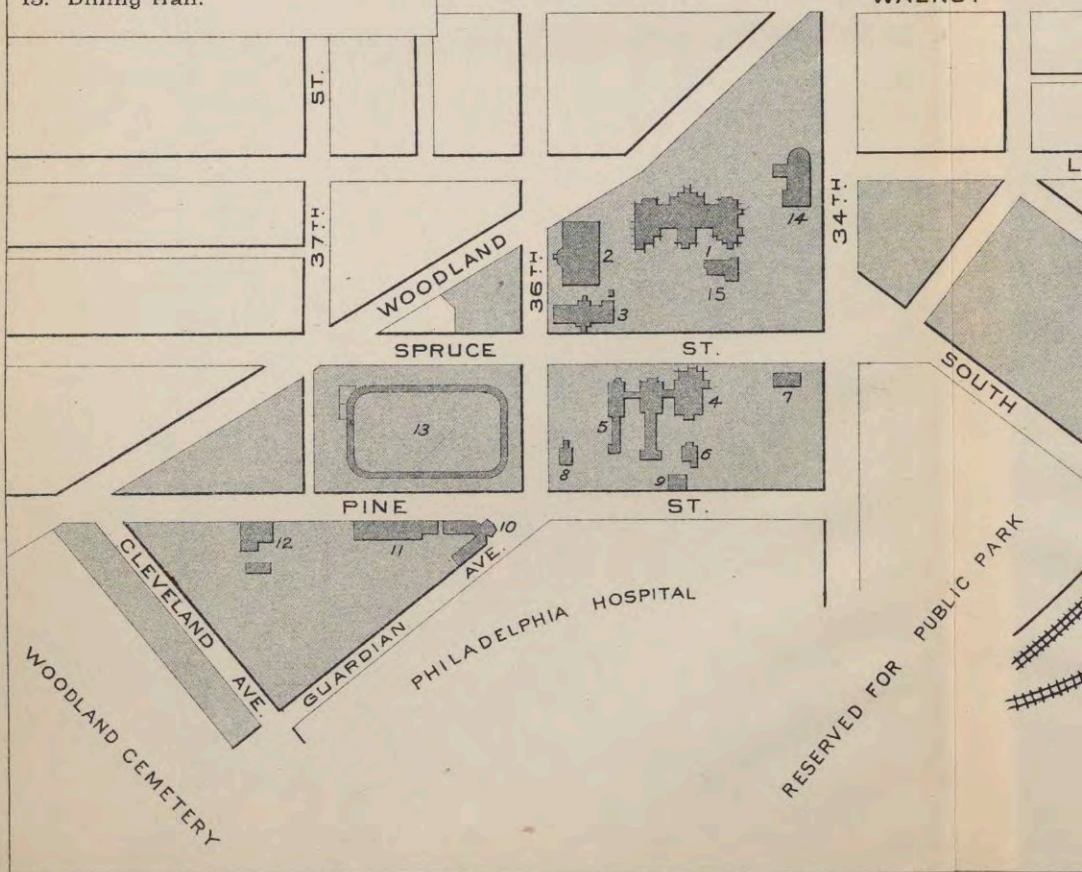 15. Dining Hall.
WALNUT
ST.
37TH
36TH
34TH
WOODLAND
SPRUCE ST.
SOUTH
1
2
3
14
15
4
5
6
7
8
9
13
PINE ST.
10
11
12
CLEVELAND AVE.
GUARDIAN AVE.
PHILADELPHIA HOSPITAL
WOODLAND CEMETERY
RESERVED FOR PUBLIC PARK